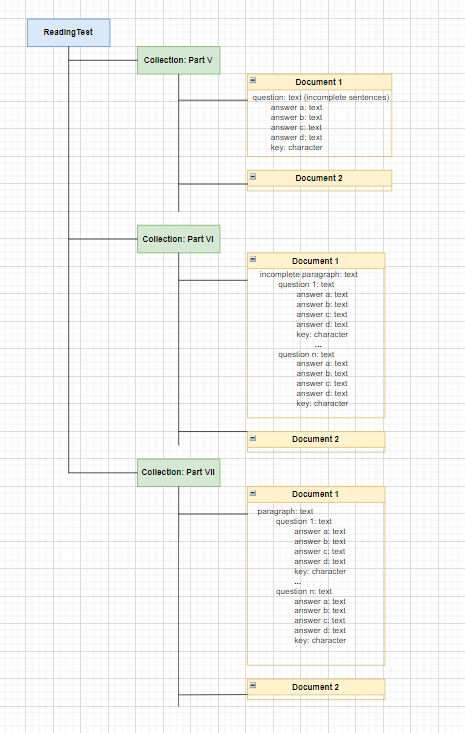 ReadingTest
Collection: Part V
Document 1
question: text (incomplete sentences)
answer a: text
answer b: text
answer c: text
answer d: text
key: character
Document 2
Collection: Part VI
Document 1
incomplete paragraph: text
question 1: text
answer a: text
answer b: text
answer c: text
answer d: text
key: character
...
question n: text
answer a: text
answer b: text
answer c: text
answer d: text
key: character
Document 2
Collection: Part VII
Document 1
paragraph: text
question 1: text
answer a: text
answer b: text
answer c: text
answer d: text
key: character
...
question n: text
answer a: text
answer b: text
answer c: text
answer d: text
key: character
Document 2